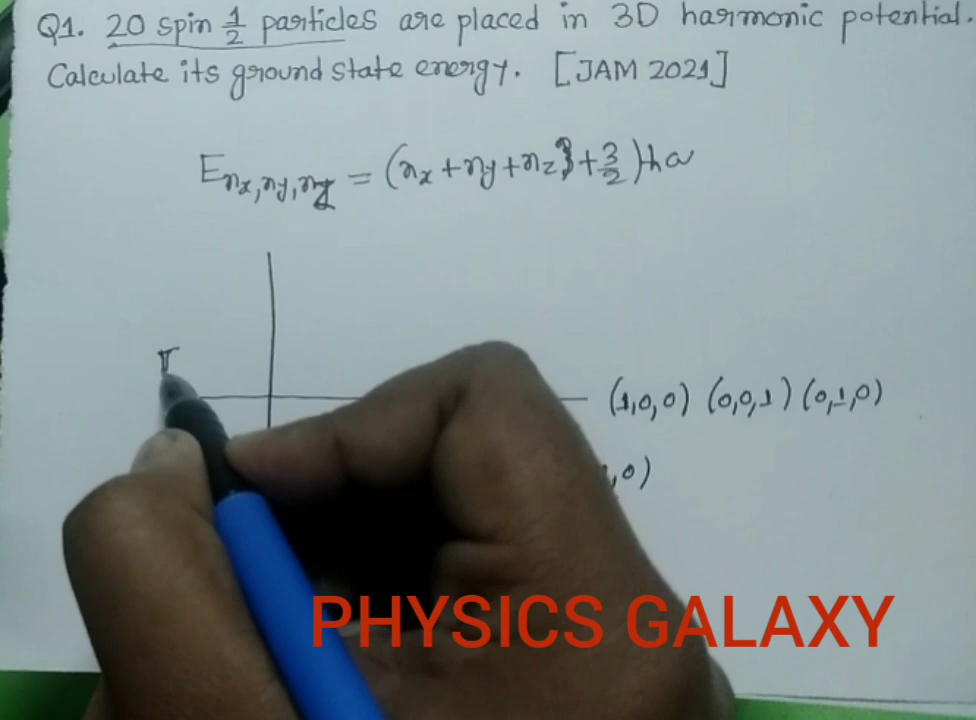 Q1. 20 spin 1/2 particles are placed in 3D harmonic potential.
Calculate its ground state energy. [JAM 2021]
E nx,ny,nz = (nx + ny + nz + 3/2) ħω
(1,0,0) (0,0,1) (0,1,0)
,0)
PHYSICS GALAXY